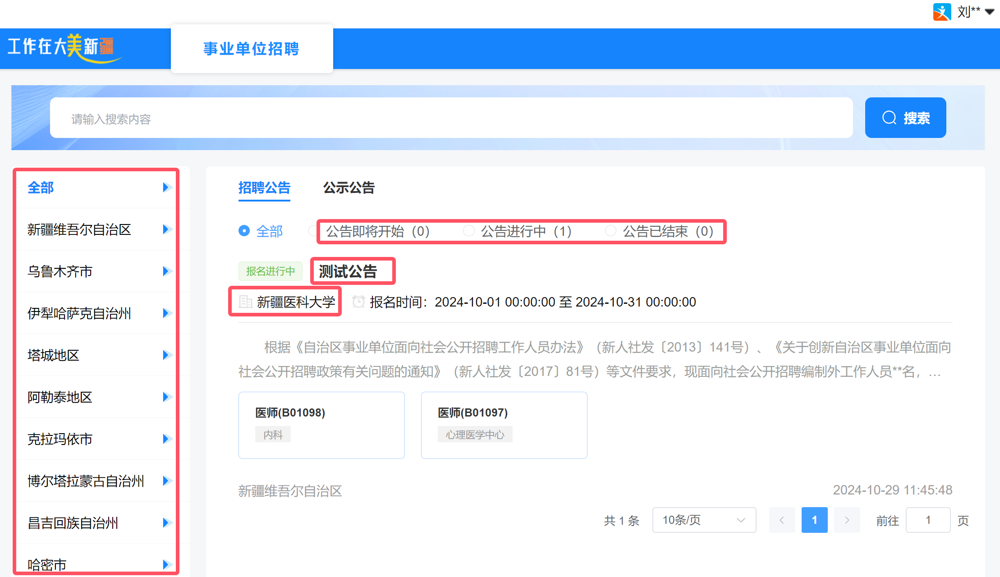 刘**
工作在大美新疆
事业单位招聘
请输入搜索内容
搜索
全部
新疆维吾尔自治区
乌鲁木齐市
伊犁哈萨克自治州
塔城地区
阿勒泰地区
克拉玛依市
博尔塔拉蒙古自治州
昌吉回族自治州
哈密市
招聘公告 公示公告
全部 公告即将开始（0） 公告进行中（1） 公告已结束（0）
报名进行中 测试公告
新疆医科大学 报名时间：2024-10-01 00:00:00 至 2024-10-31 00:00:00
根据《自治区事业单位面向社会公开招聘工作人员办法》（新人社发〔2013〕141号）、《关于创新自治区事业单位面向
社会公开招聘政策有关问题的通知》（新人社发〔2017〕81号）等文件要求，现面向社会公开招聘编制外工作人员**名，…
医师(B01098)
内科
医师(B01097)
心理医学中心
新疆维吾尔自治区 2024-10-29 11:45:48
共 1 条 10条/页 1 前往 1 页